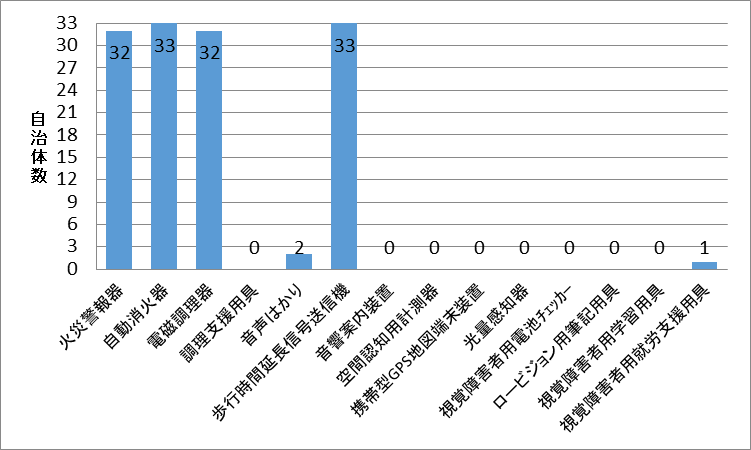 33
30
27
24
21
18
15
12
9
6
3
0
自治体数
32
33
32
0
2
33
0
0
0
0
0
0
0
1
火災警報器
自動消火器
電磁調理器
調理支援用具
音声はかり
歩行時間延長信号送信機
音響案内装置
空間認知用計測器
携帯型GPS地図端末装置
光量感知器
視覚障害者用電池チェッカー
ロービジョン用筆記用具
視覚障害者用学習用具
視覚障害者用就労支援用具